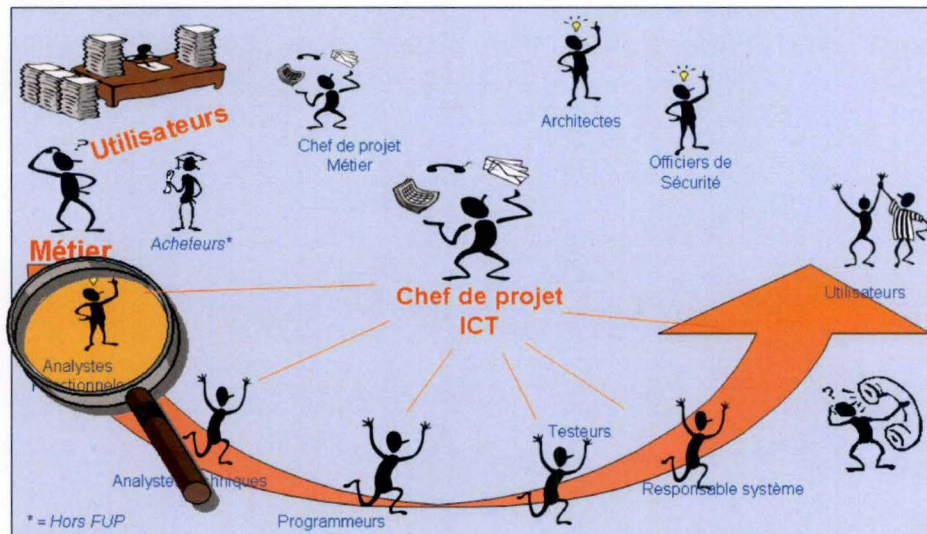 Utilisateurs
Chef de projet
Métier
Architectes
Officiers de
Sécurité
Acheteurs*
Métier
Chef de projet
ICT
Utilisateurs
Analystes
Testeurs
Responsable système
Programmeurs
* = Hors FUP